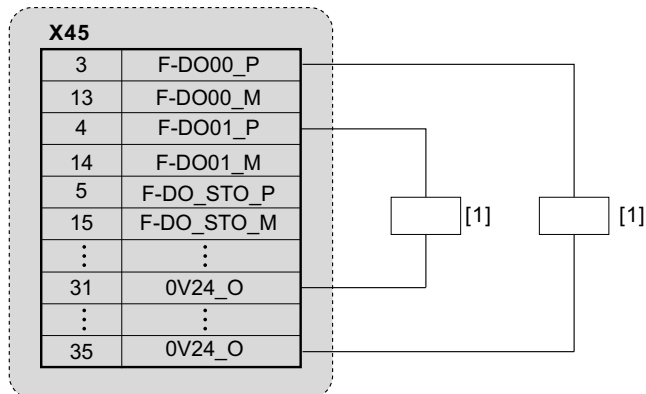 X45
3 F-DO00_P
13 F-DO00_M
4 F-DO01_P
14 F-DO01_M
5 F-DO_STO_P
15 F-DO_STO_M
⋮ ⋮
31 0V24_O
⋮ ⋮
35 0V24_O
[1] [1]